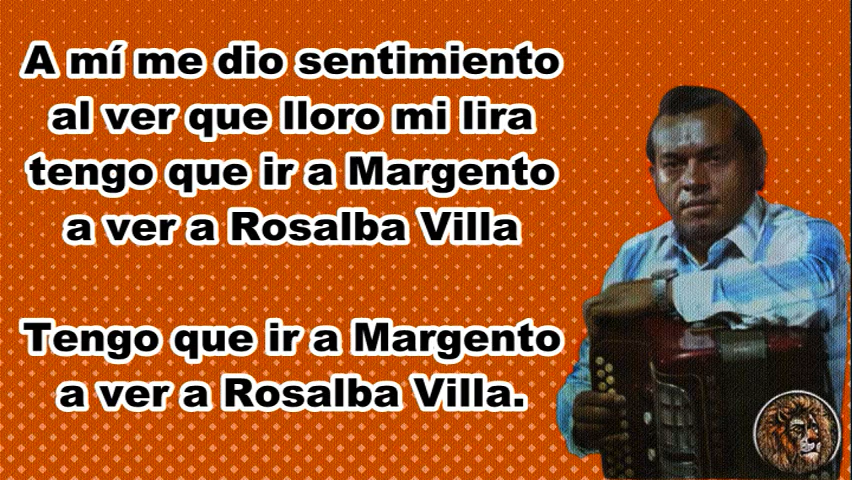 A mí me dio sentimiento
al ver que lloro mi lira
tengo que ir a Margento
a ver a Rosalba Villa
Tengo que ir a Margento
a ver a Rosalba Villa.